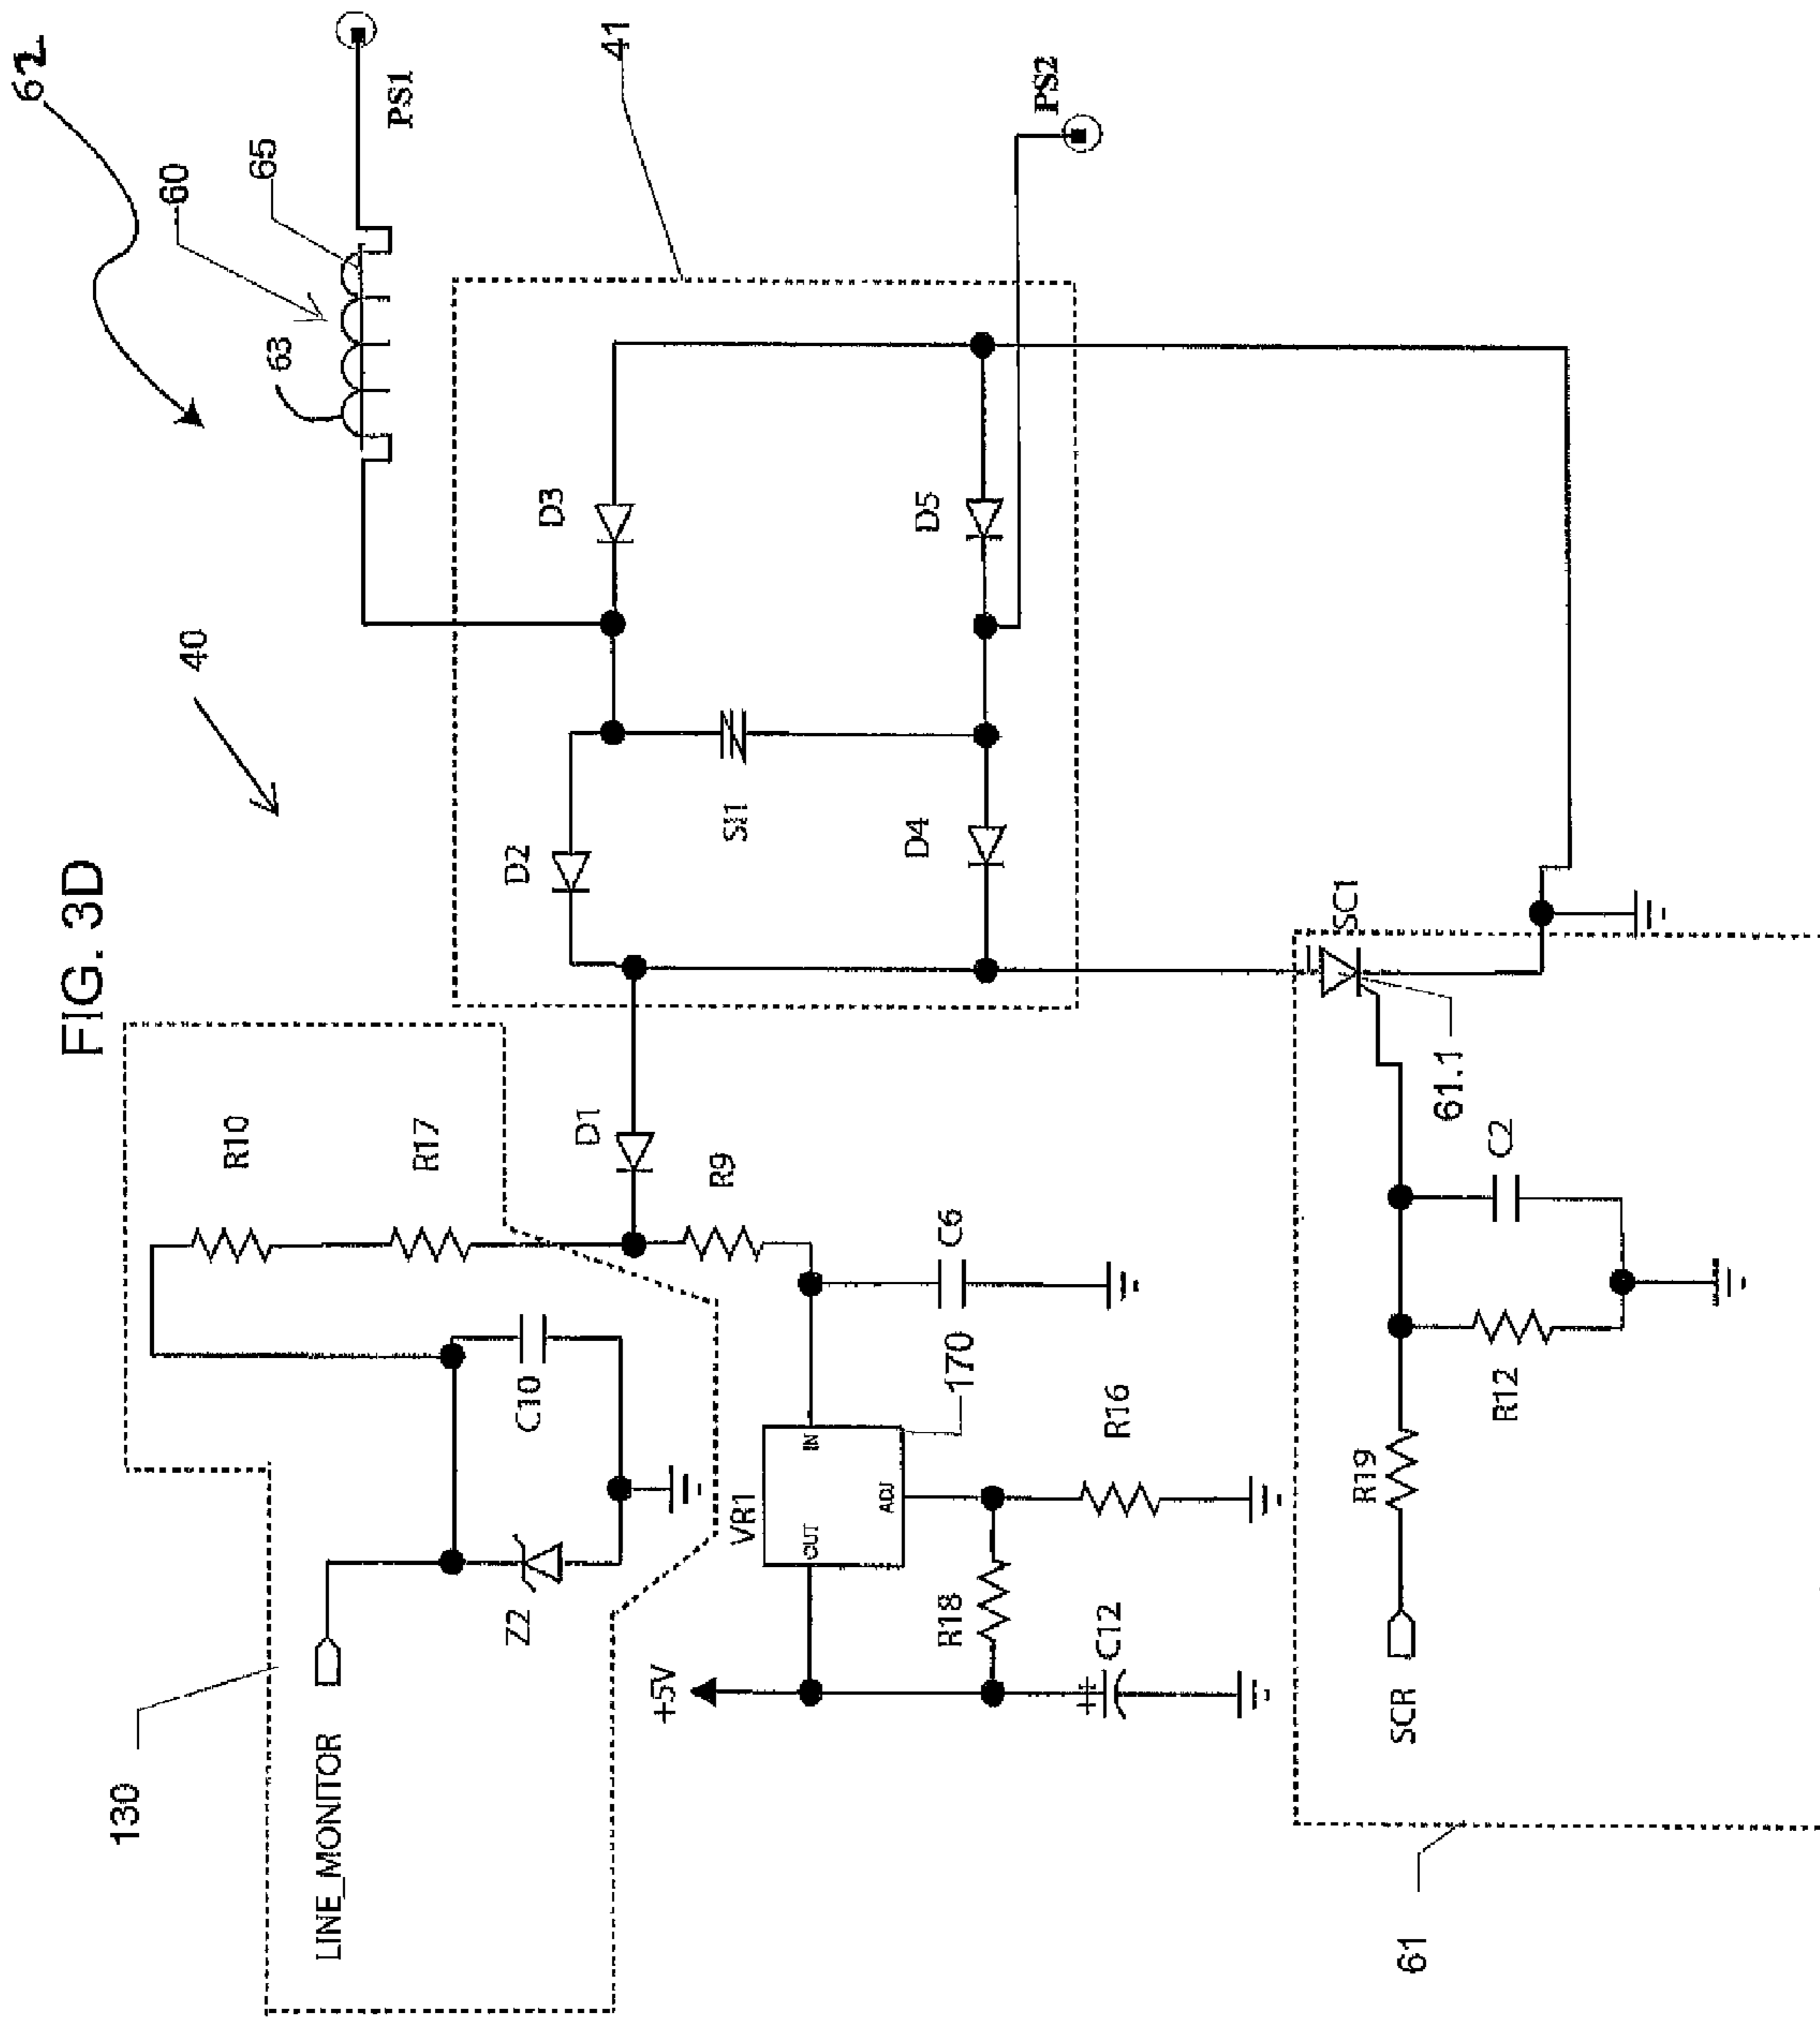 FIG. 3D
62
40
60
65
63
PS1
130
R10
R17
LINE_MONITOR
Z2
C10
D1
R9
D2
D3
41
SI1
D4
D5
PS2
+5V
VR1
OUT
IN
ADJ
170
C6
R18
R16
C12
SC1
61.1
SCR
R19
R12
C2
61